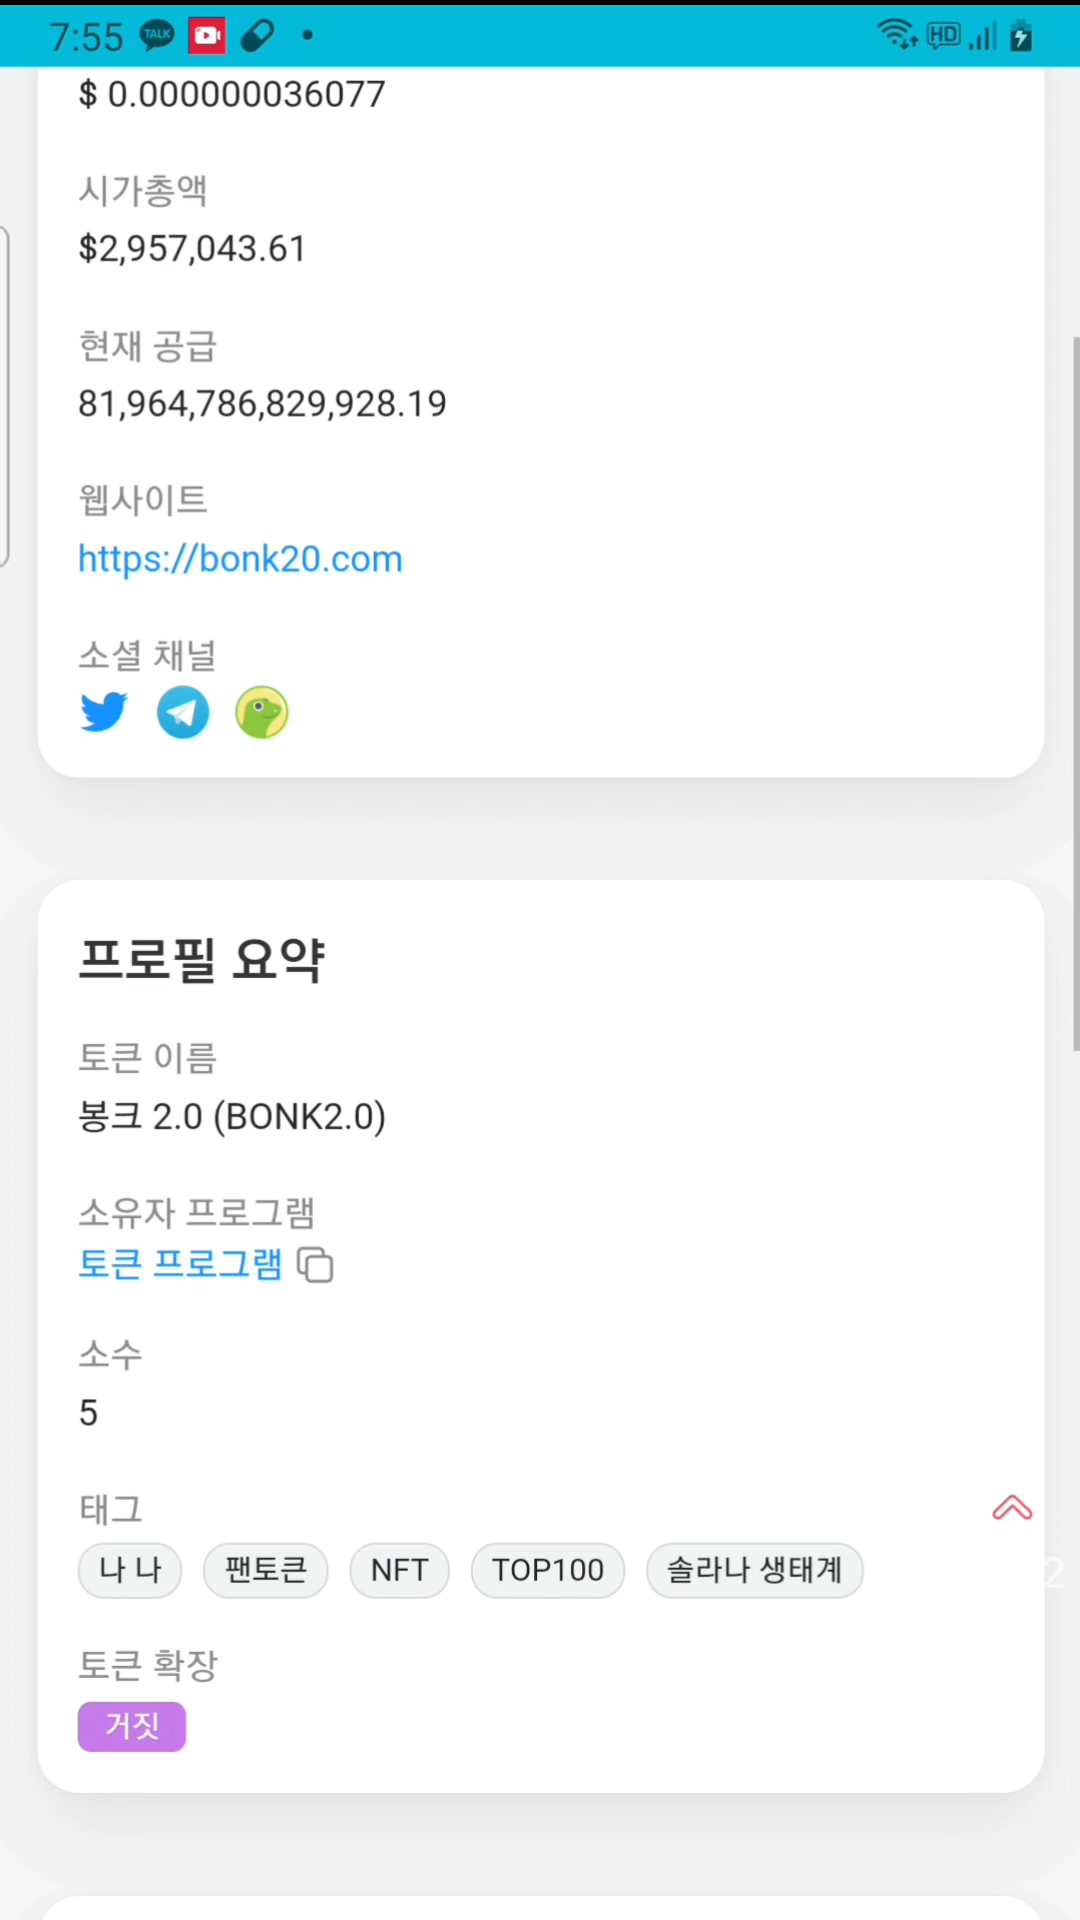 7:55 TALK HD
$ 0.000000036077
시가총액
$2,957,043.61
현재 공급
81,964,786,829,928.19
웹사이트
https://bonk20.com
소셜 채널
프로필 요약
토큰 이름
봉크 2.0 (BONK2.0)
소유자 프로그램
토큰 프로그램
소수
5
태그
나 나 팬토큰 NFT TOP100 솔라나 생태계
2
토큰 확장
거짓